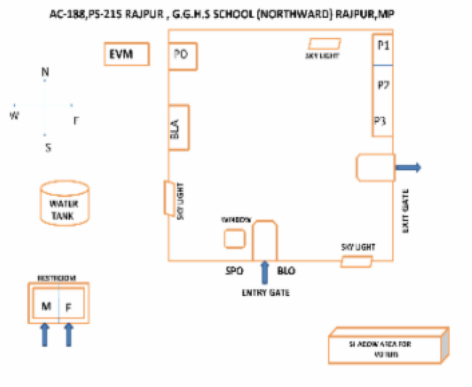 AC-188,PS-215 RAJPUR , G.G.H.S SCHOOL (NORTHWARD) RAJPUR,MP
EVM
PO
SKY LIGHT
P1
P2
P3
N
W
E
S
BLA
WATER
TANK
SKY LIGHT
EXIT GATE
WINDOW
SKY LIGHT
SPO
BLO
ENTRY GATE
RESTROOM
M
F
SHADOW AREA FOR